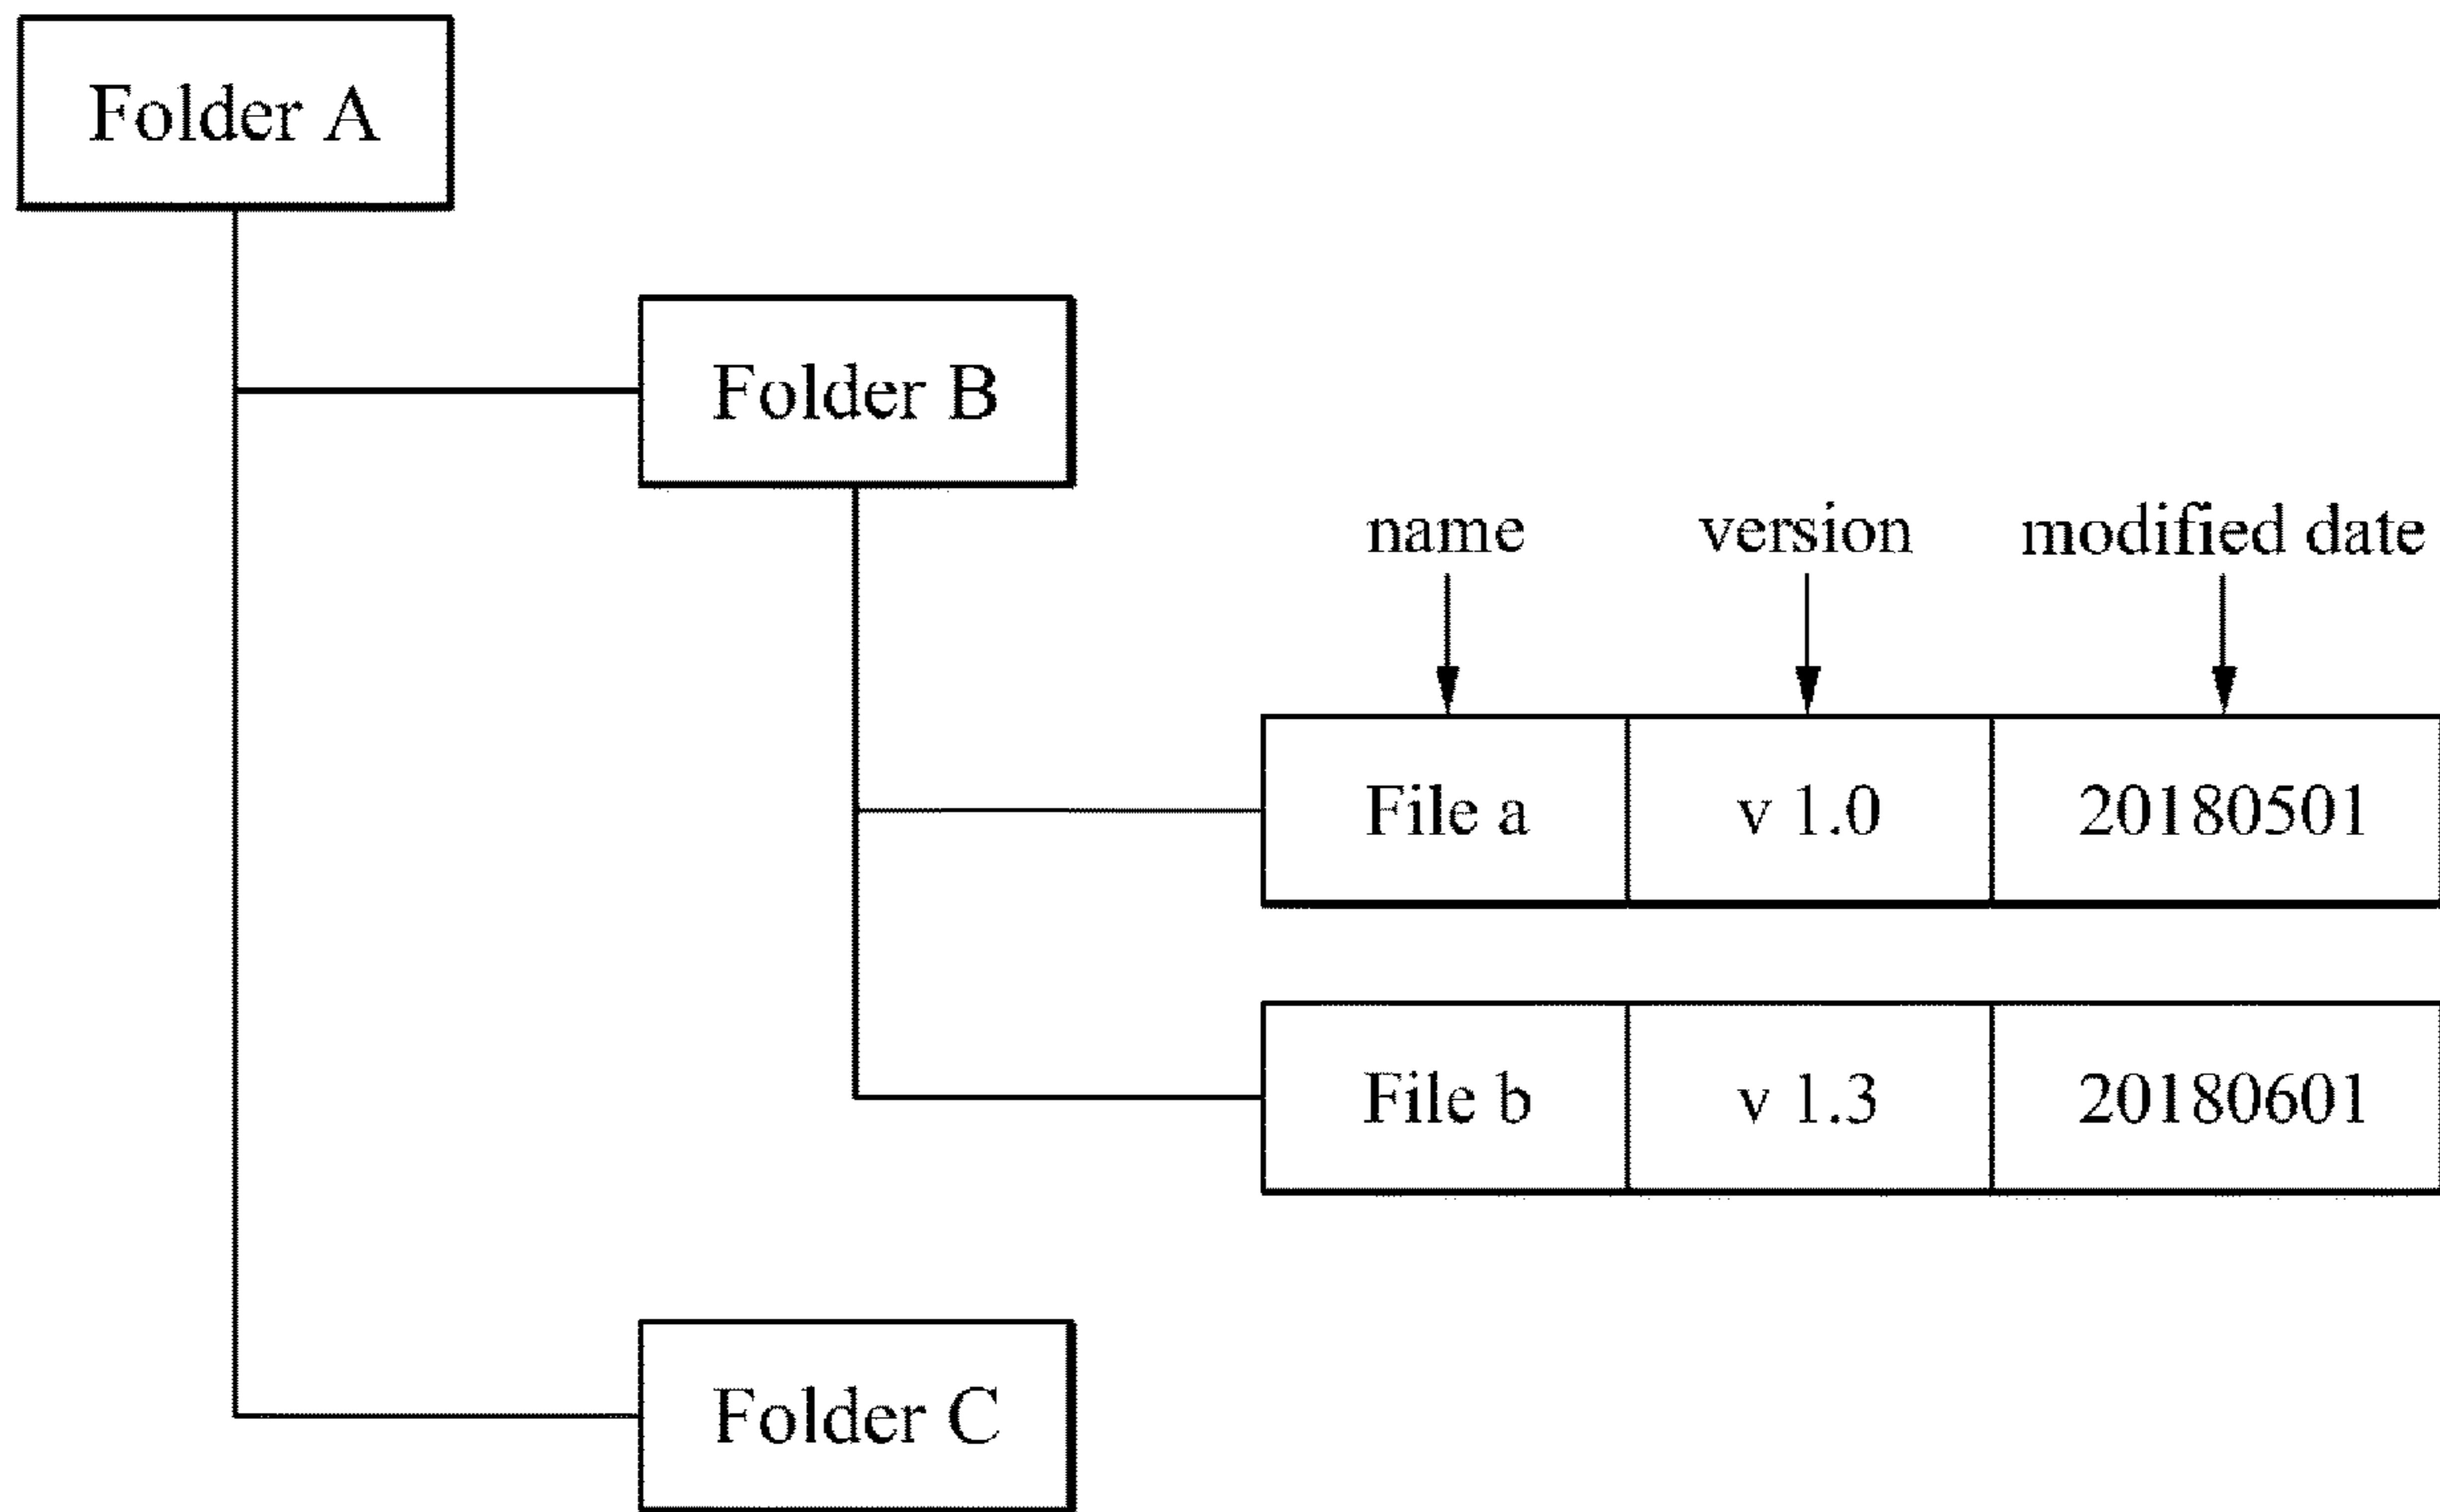 Folder A
Folder B
name version modified date
File a v 1.0 20180501
File b v 1.3 20180601
Folder C